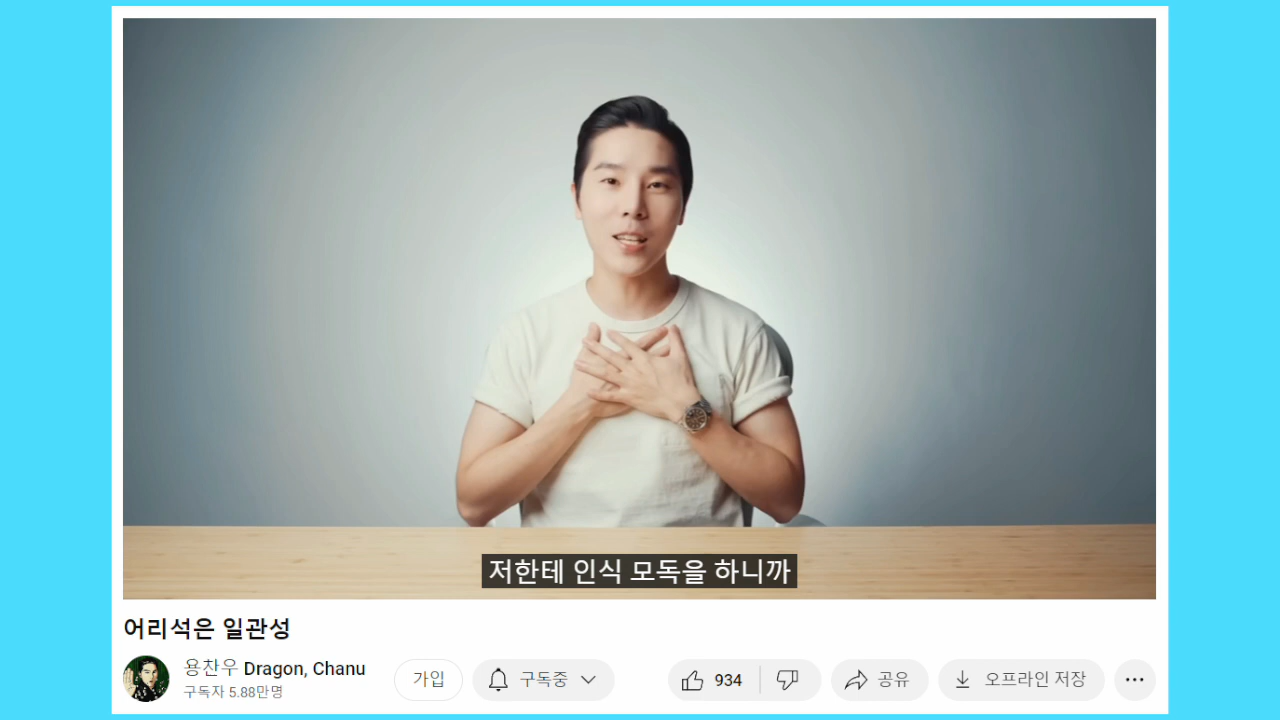 저한테 인식 모독을 하니까
어리석은 일관성
용찬우 Dragon, Chanu
구독자 5.88만명
가입
구독중
934
공유
오프라인 저장